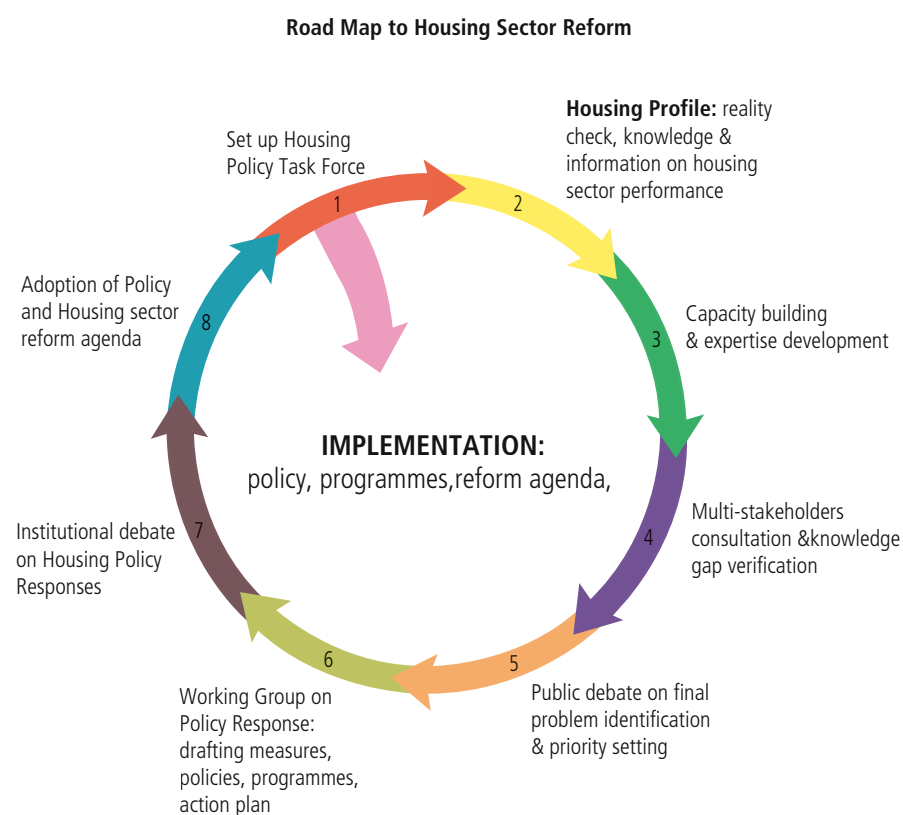 Road Map to Housing Sector Reform
Set up Housing
Policy Task Force
1
Housing Profile: reality
check, knowledge &
information on housing
sector performance
2
Capacity building
& expertise development
3
Multi-stakeholders
consultation &knowledge
gap verification
4
Public debate on final
problem identification
& priority setting
5
Working Group on
Policy Response:
drafting measures,
policies, programmes,
action plan
6
Institutional debate
on Housing Policy
Responses
7
Adoption of Policy
and Housing sector
reform agenda
8
IMPLEMENTATION:
policy, programmes,reform agenda,